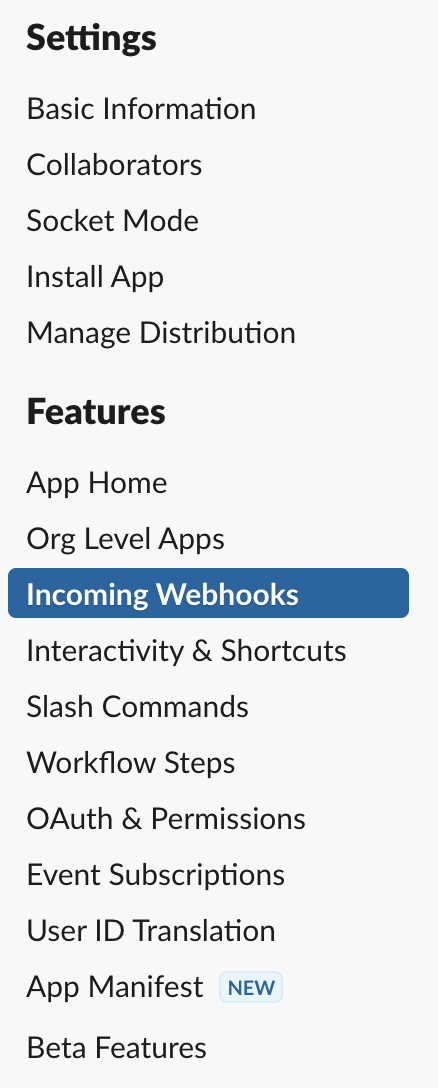 Settings
Basic Information
Collaborators
Socket Mode
Install App
Manage Distribution
Features
App Home
Org Level Apps
Incoming Webhooks
Interactivity & Shortcuts
Slash Commands
Workflow Steps
OAuth & Permissions
Event Subscriptions
User ID Translation
App Manifest NEW
Beta Features